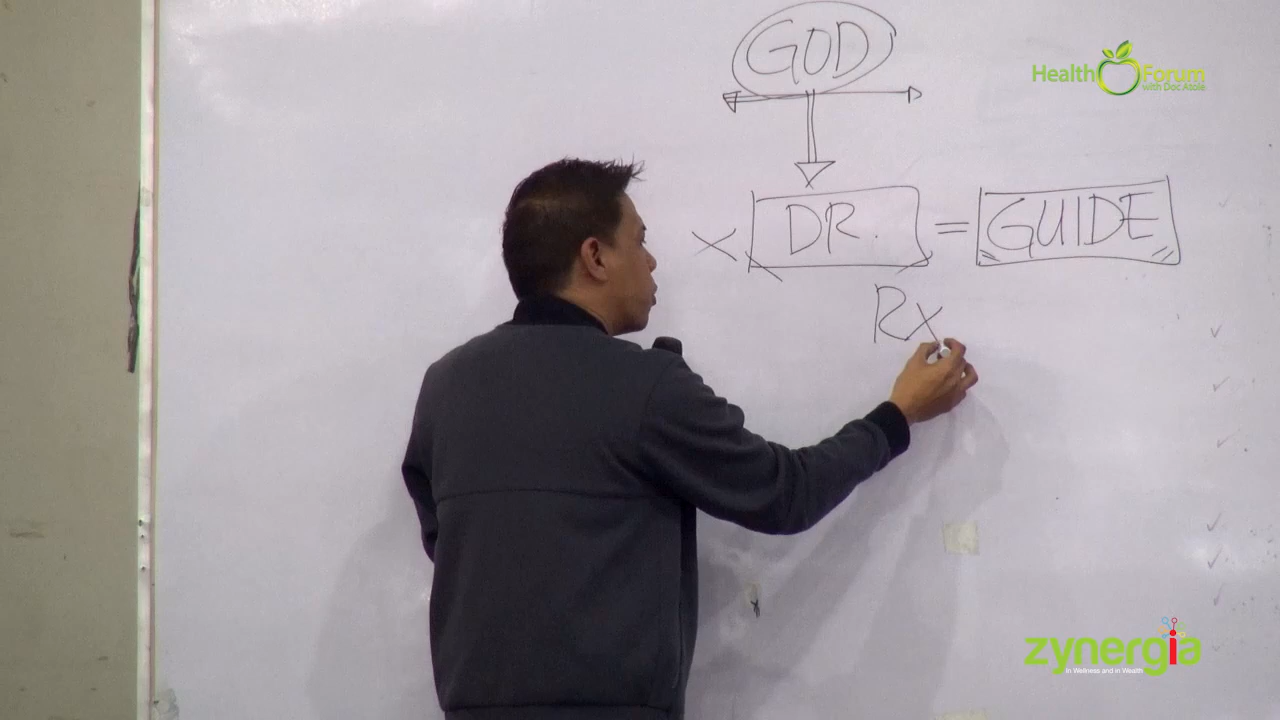 GOD
Health Forum
with Doc Atoie
X DR. = GUIDE
Rx
zynergia
In Wellness and in Wealth